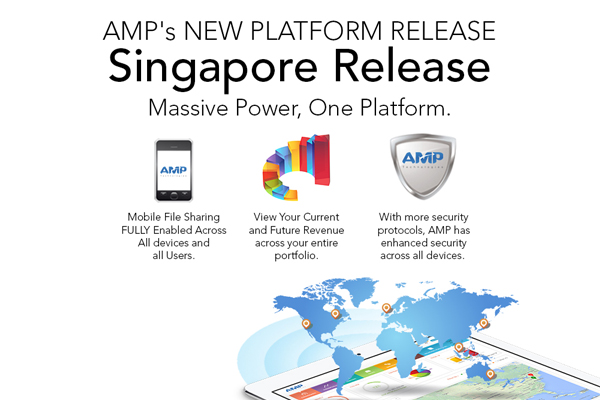 AMP's NEW PLATFORM RELEASE
Singapore Release
Massive Power, One Platform.
AMP
AMP
Mobile File Sharing
FULLY Enabled Across
All devices and
all Users.
View Your Current
and Future Revenue
across your entire
portfolio.
With more security
protocols, AMP has
enhanced security
across all devices.
AMP